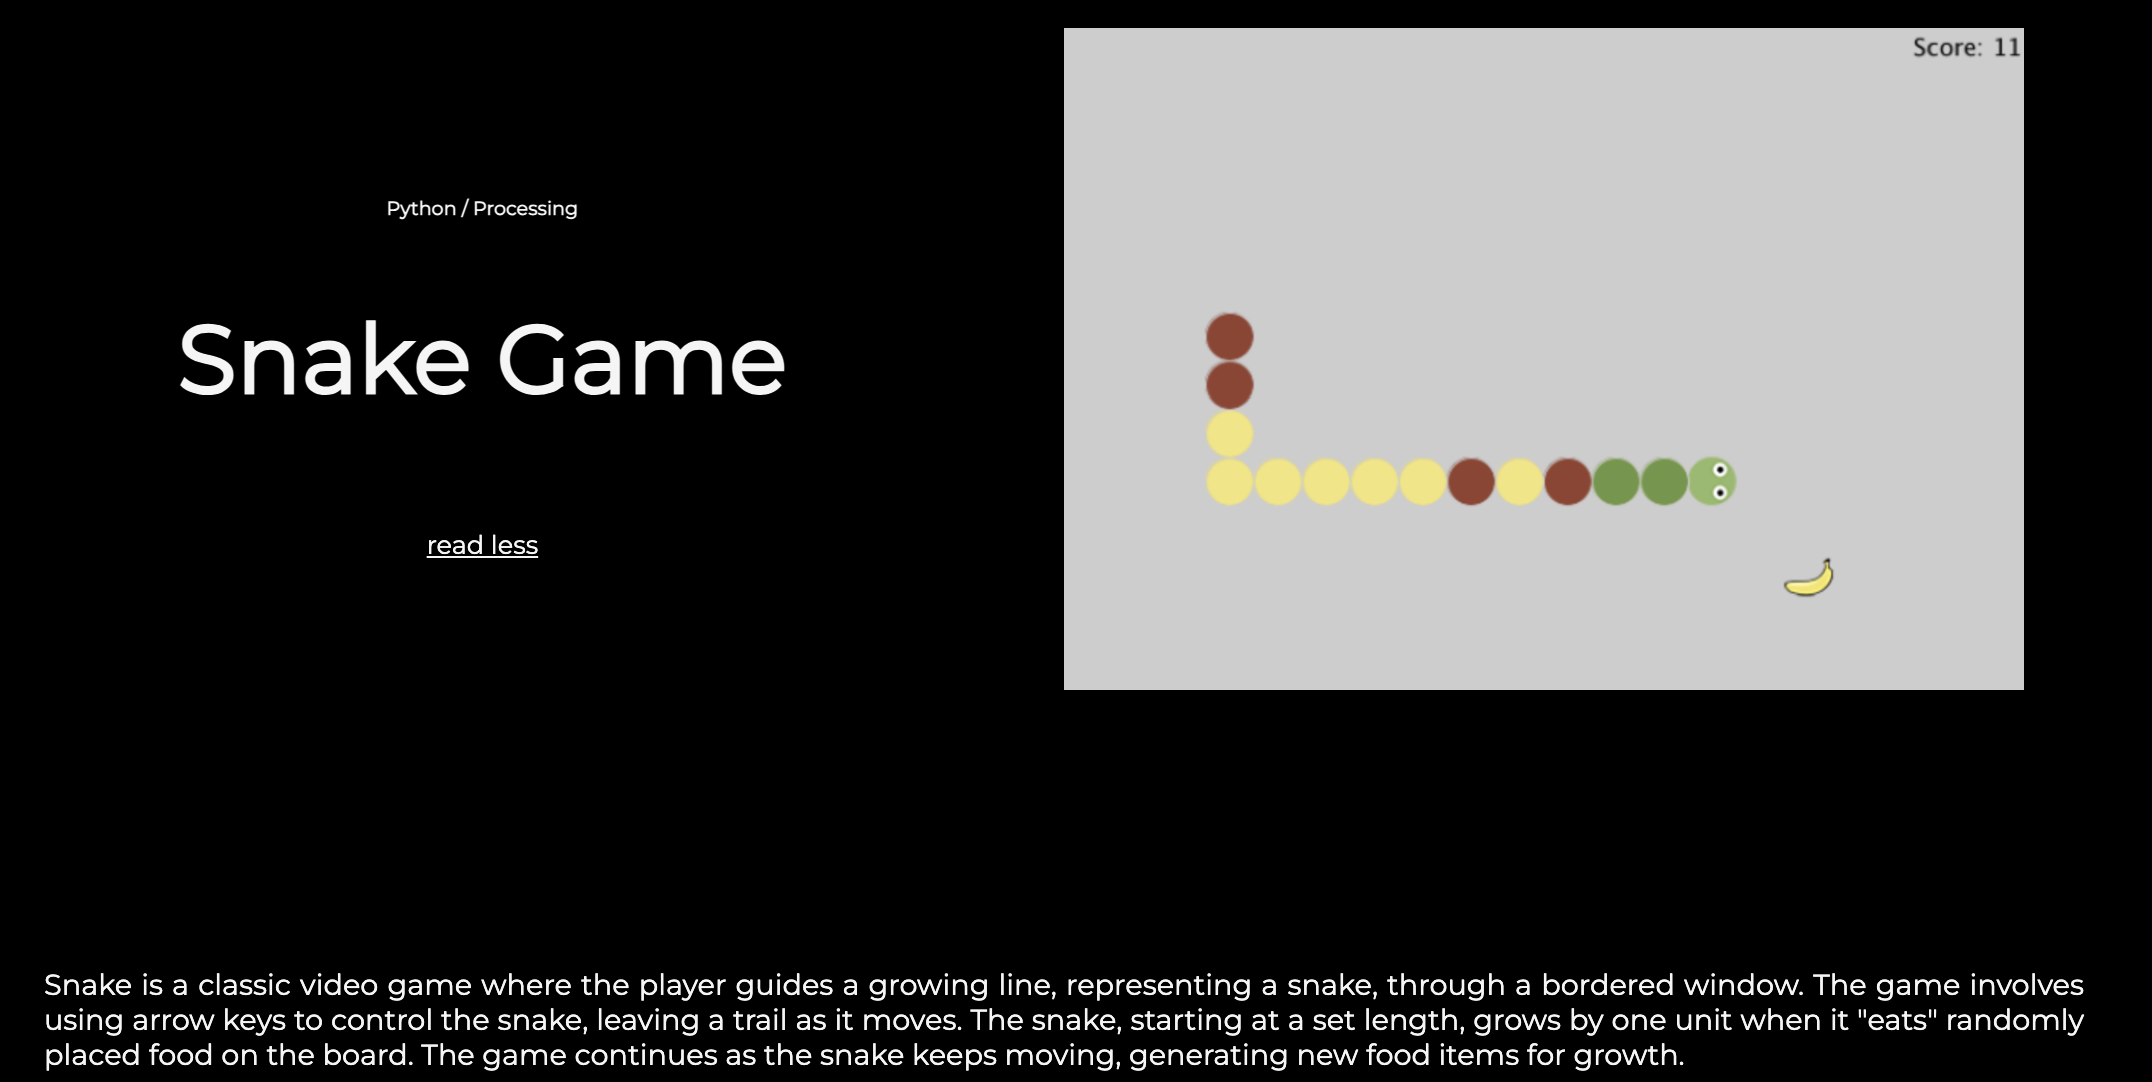 Score: 11
Python / Processing
Snake Game
read less
Snake is a classic video game where the player guides a growing line, representing a snake, through a bordered window. The game involves
using arrow keys to control the snake, leaving a trail as it moves. The snake, starting at a set length, grows by one unit when it "eats" randomly
placed food on the board. The game continues as the snake keeps moving, generating new food items for growth.